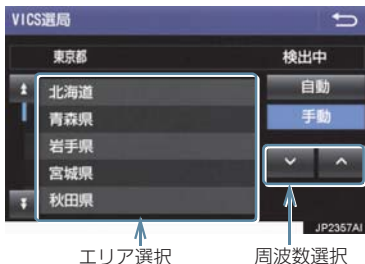 VICS選局
東京都 検出中
北海道 自動
青森県 手動
岩手県
宮城県
秋田県
JP2357AI
エリア選択 周波数選択